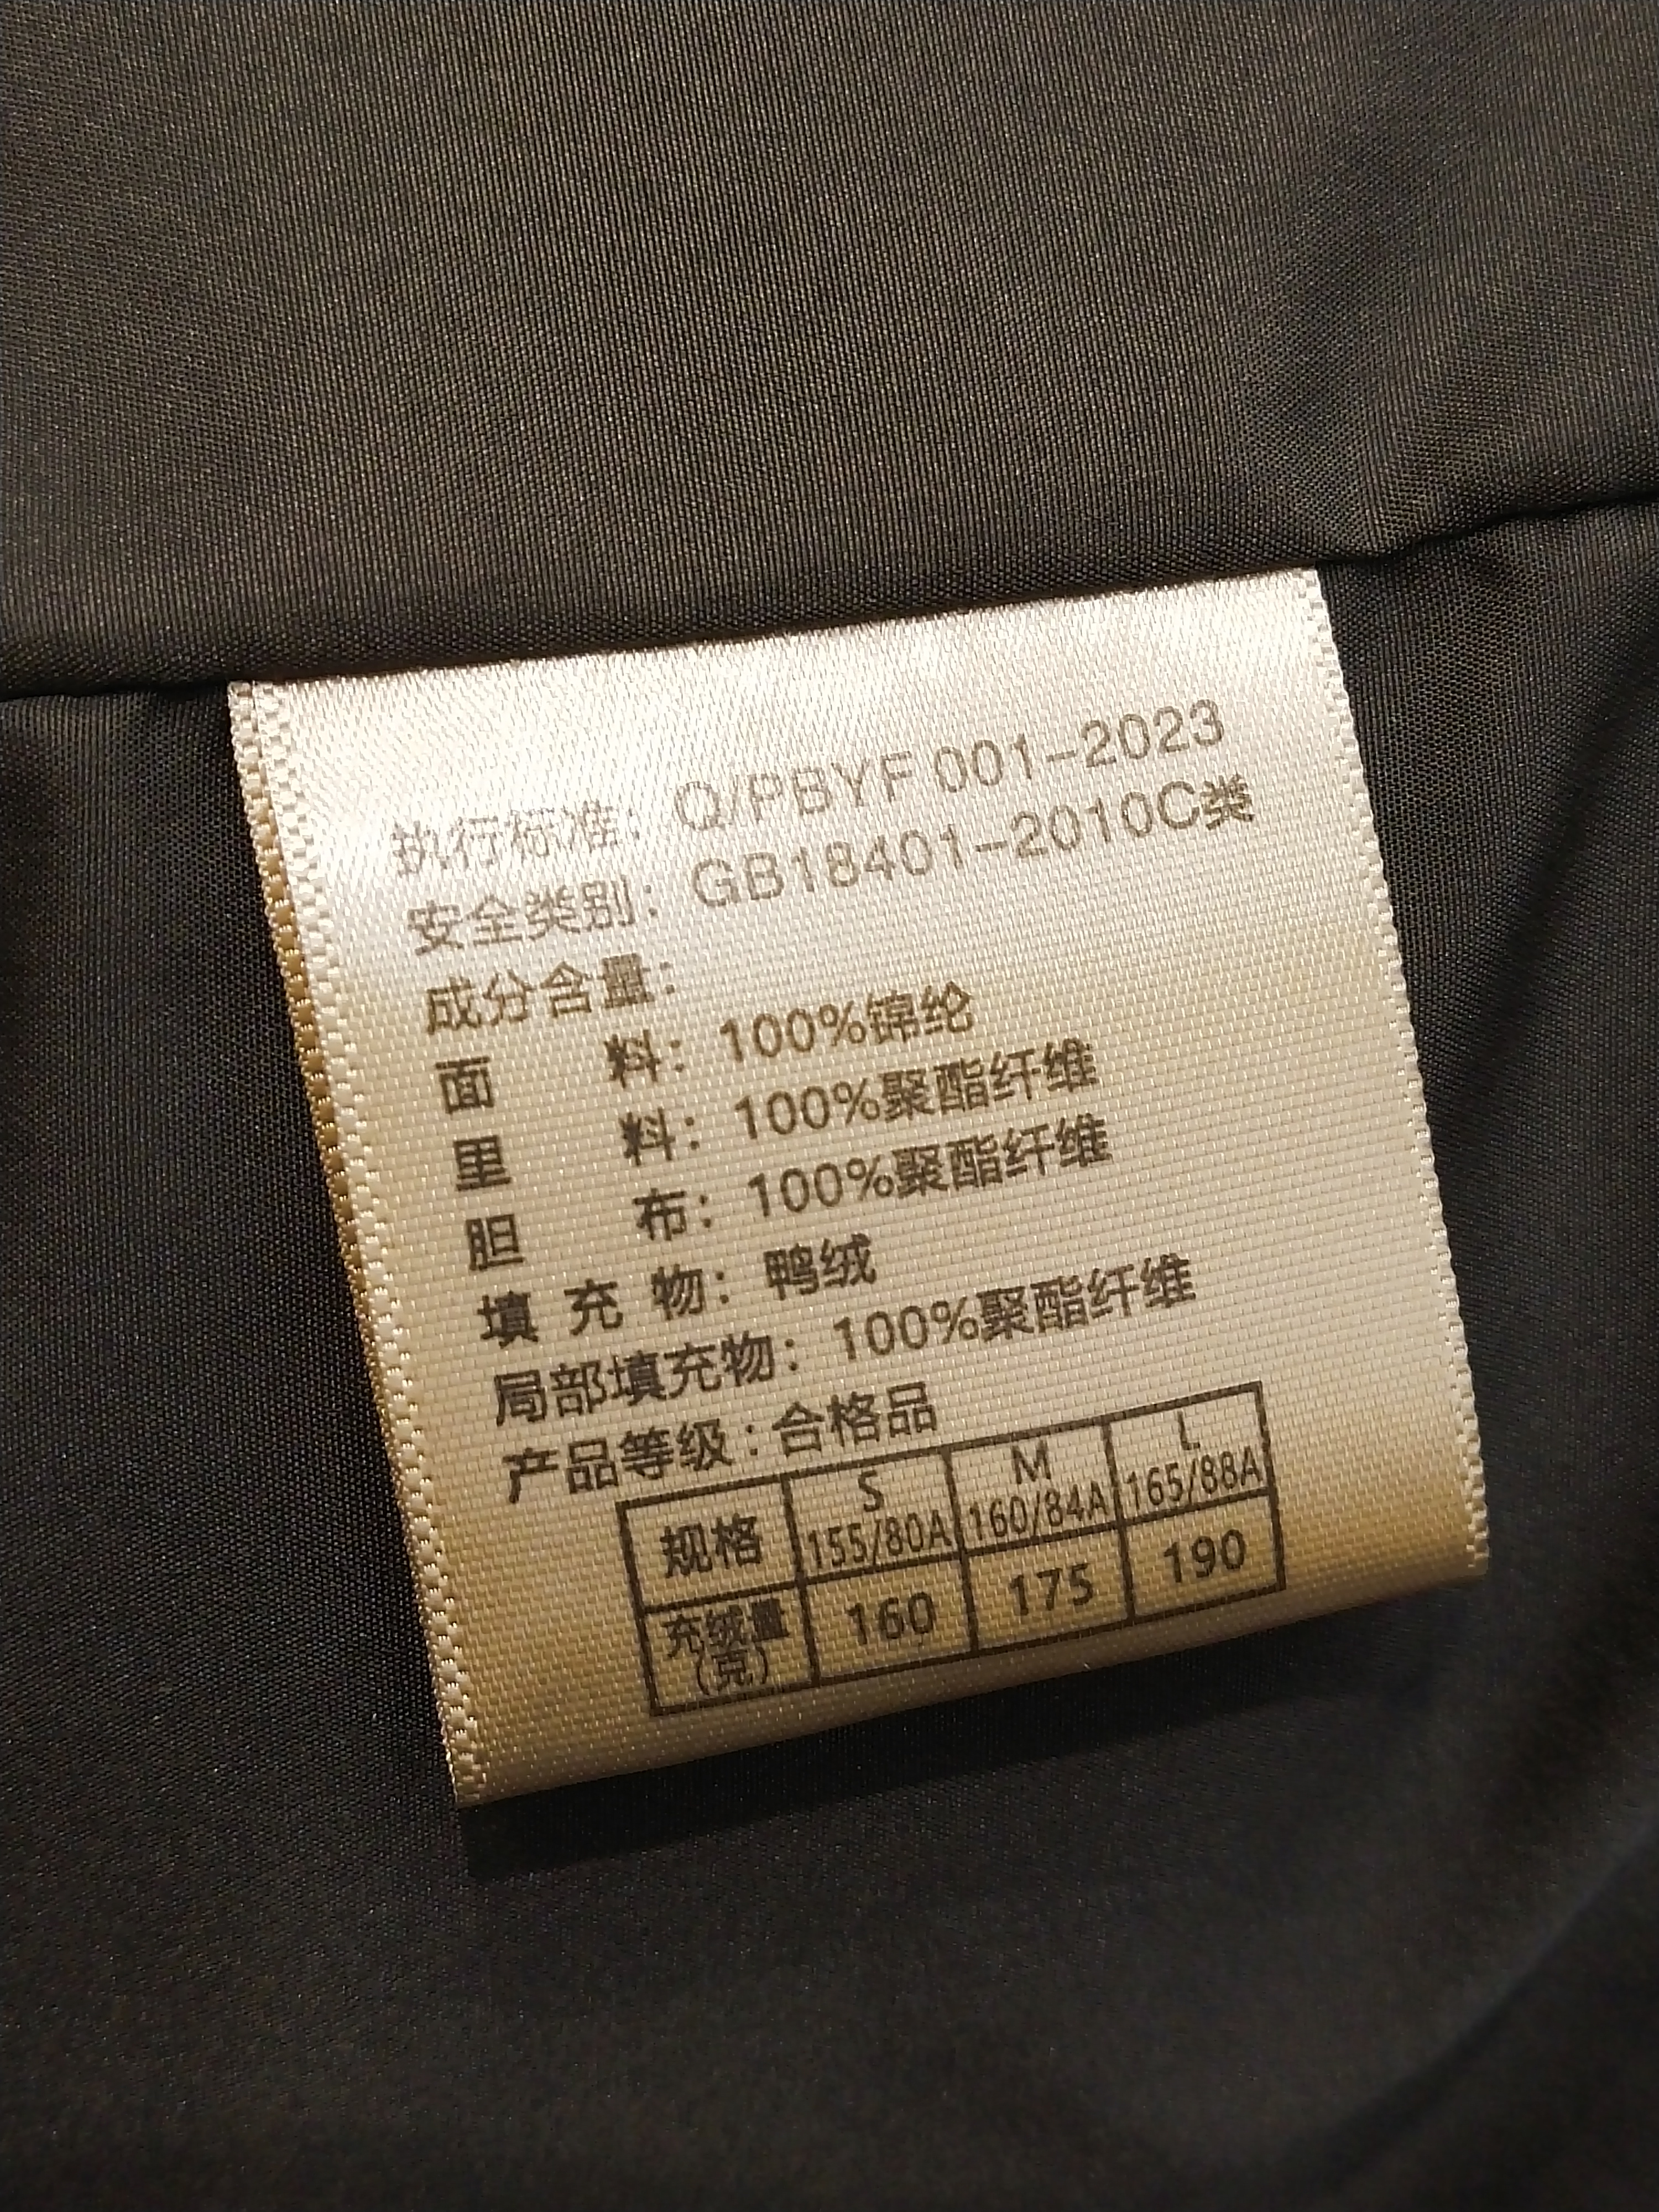 执行标准：Q/PBYF 001-2023
安全类别：GB18401-2010C类
成分含量：
面 料：100%锦纶
里 料：100%聚酯纤维
胆 布：100%聚酯纤维
填 充 物：鸭绒
局部填充物：100%聚酯纤维
产品等级：合格品
规格 S 155/80A M 160/84A L 165/88A
充绒量(克) 160 175 190